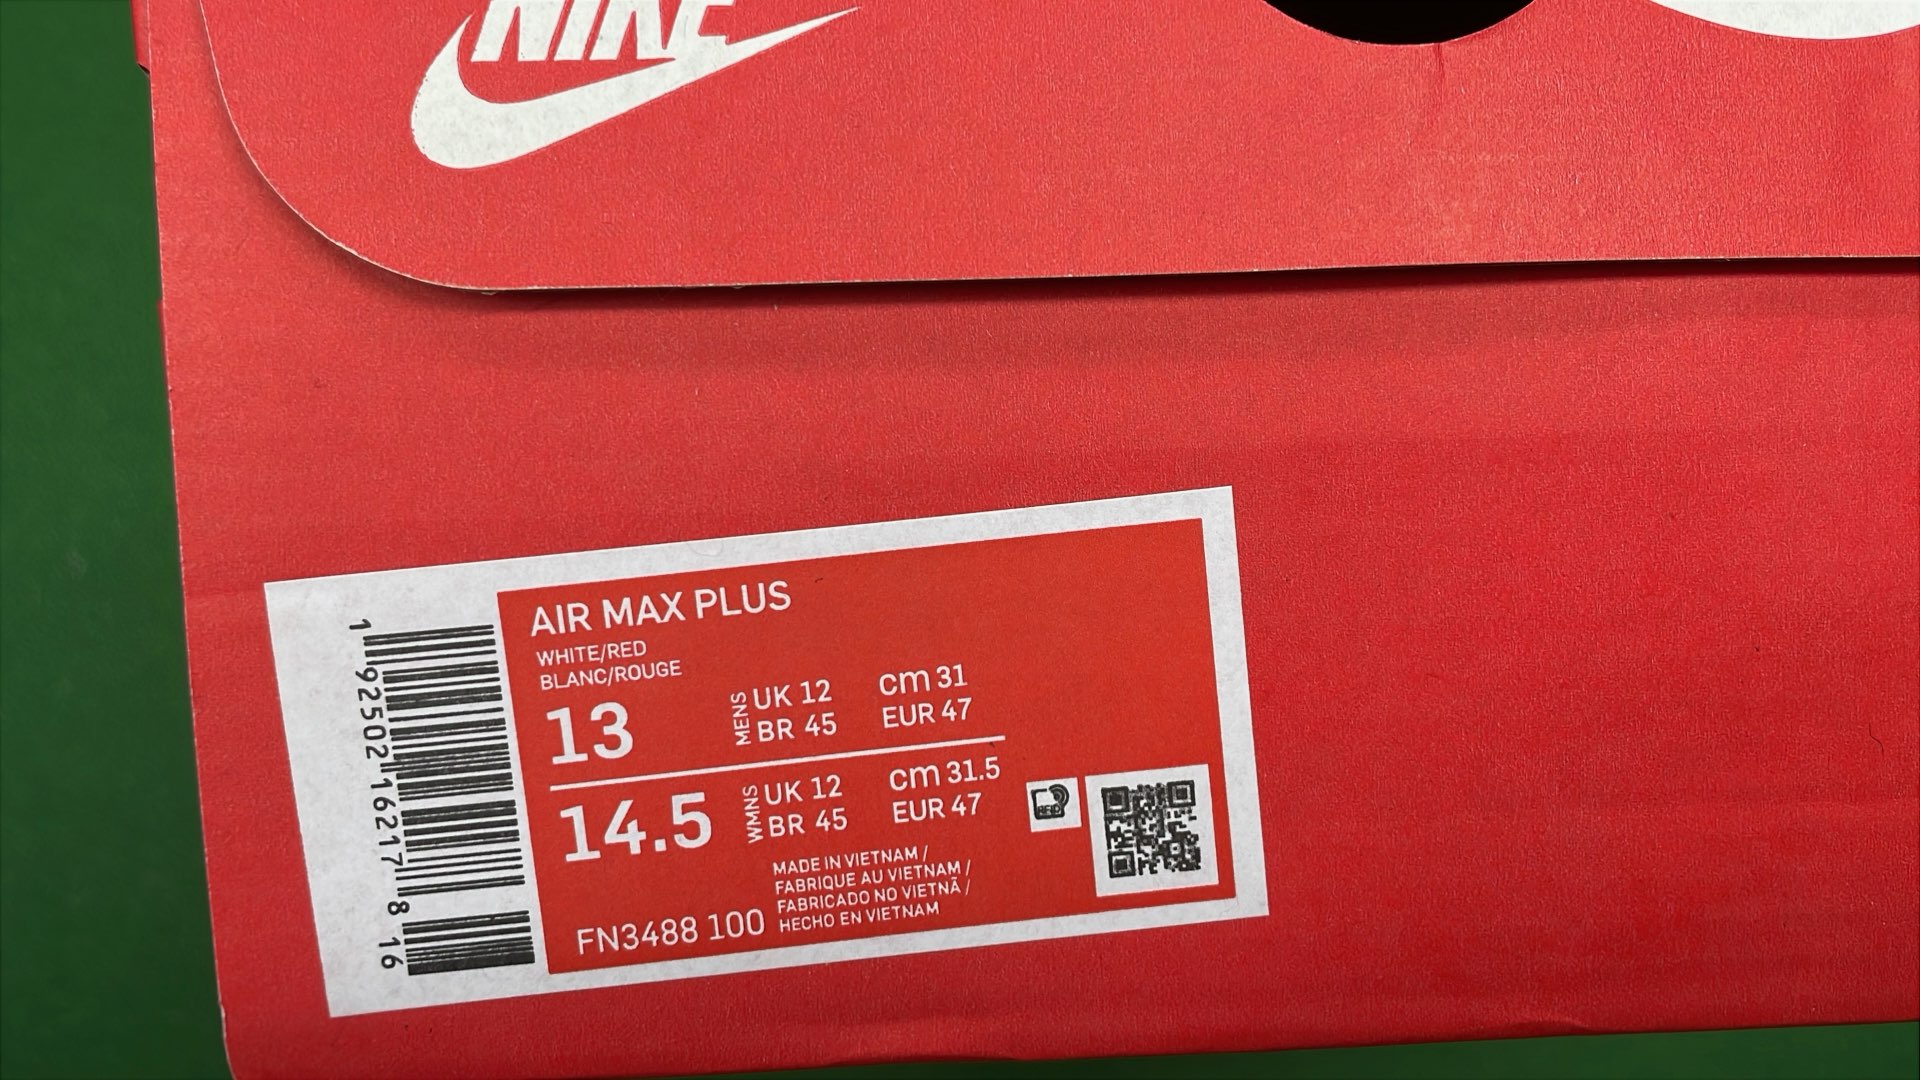 NIKE
AIR MAX PLUS
WHITE/RED
BLANC/ROUGE
13
MENS
UK 12 cm 31
BR 45 EUR 47
14.5
WMNS
UK 12 cm 31.5
BR 45 EUR 47
MADE IN VIETNAM /
FABRIQUE AU VIETNAM /
FABRICADO NO VIETNÃ /
HECHO EN VIETNAM
FN3488 100
1 92502 16217 8 16